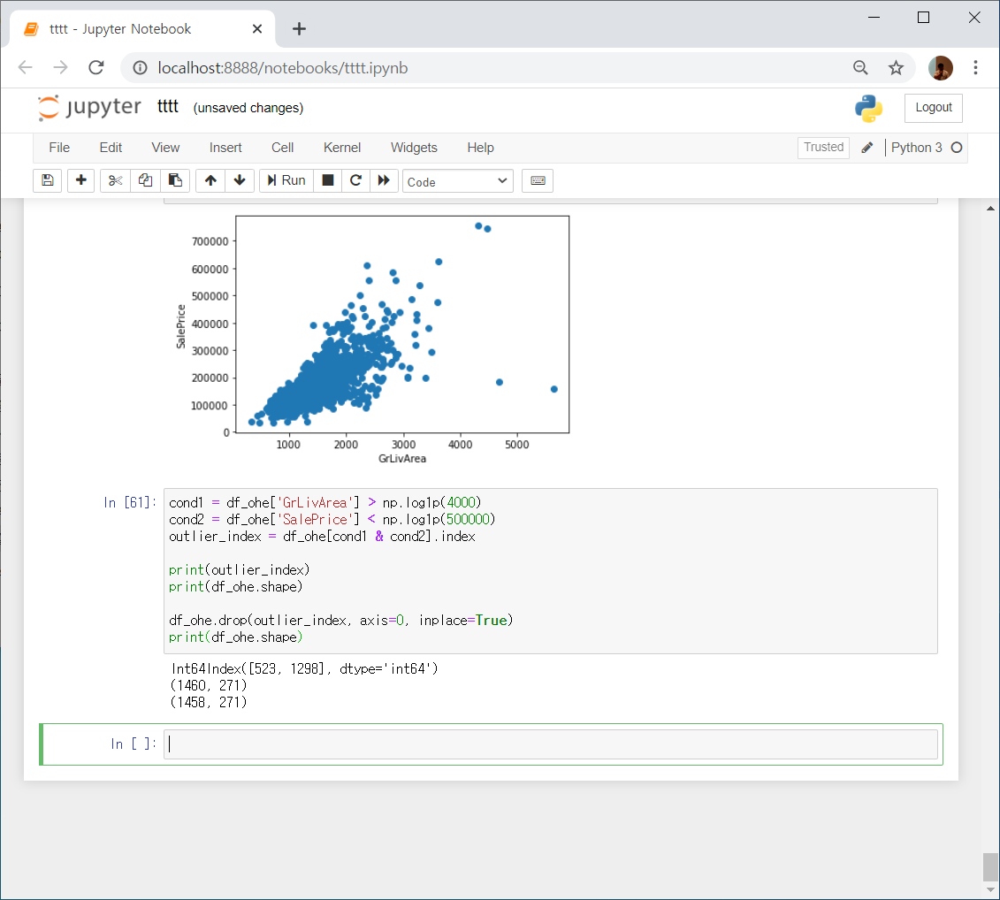 tttt - Jupyter Notebook
localhost:8888/notebooks/tttt.ipynb
jupyter tttt (unsaved changes)
Logout
File Edit View Insert Cell Kernel Widgets Help
Trusted
Python 3
Run
Code
700000
600000
500000
400000
300000
200000
100000
0
SalePrice
1000 2000 3000 4000 5000
GrLivArea
In [61]:
cond1 = df_ohe['GrLivArea'] > np.log1p(4000)
cond2 = df_ohe['SalePrice'] < np.log1p(500000)
outlier_index = df_ohe[cond1 & cond2].index
print(outlier_index)
print(df_ohe.shape)
df_ohe.drop(outlier_index, axis=0, inplace=True)
print(df_ohe.shape)
Int64Index([523, 1298], dtype='int64')
(1460, 271)
(1458, 271)
In [ ]: